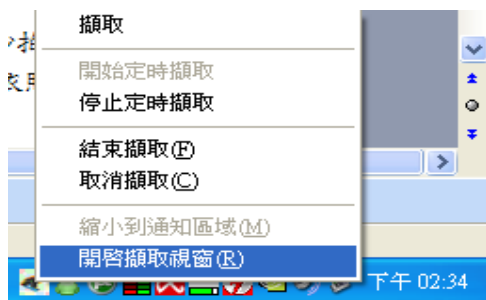 擷取
開始定時擷取
停止定時擷取
結束擷取(F)
取消擷取(C)
縮小到通知區域(M)
開啓擷取視窗(R)
下午 02:34